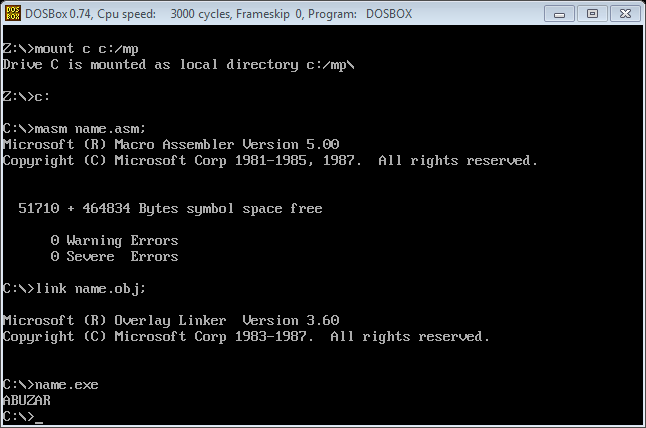 DOS BOX
DOSBox 0.74, Cpu speed:    3000 cycles, Frameskip  0, Program:   DOSBOX
Z:\>mount c c:/mp
Drive C is mounted as local directory c:/mp\
Z:\>c:
C:\>masm name.asm;
Microsoft (R) Macro Assembler Version 5.00
Copyright (C) Microsoft Corp 1981-1985, 1987.  All rights reserved.
  51710 + 464834 Bytes symbol space free
      0 Warning Errors
      0 Severe  Errors
C:\>link name.obj;
Microsoft (R) Overlay Linker  Version 3.60
Copyright (C) Microsoft Corp 1983-1987.  All rights reserved.
C:\>name.exe
ABUZAR
C:\>_